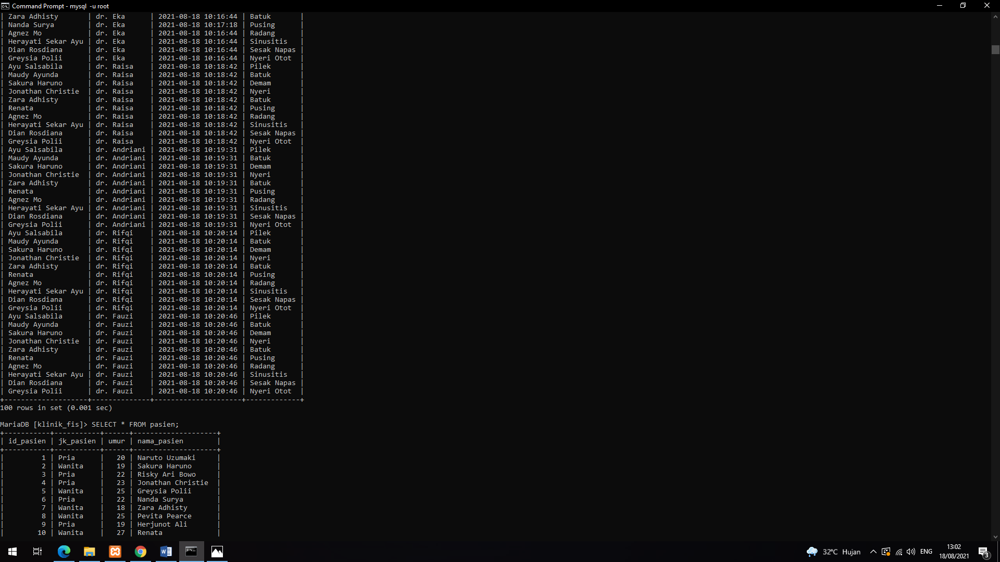 Command Prompt - mysql  -u root
| Zara Adhisty       | dr. Eka      | 2021-08-18 10:16:44 | Batuk       |
| Nanda Surya        | dr. Eka      | 2021-08-18 10:17:18 | Pusing      |
| Agnez Mo           | dr. Eka      | 2021-08-18 10:16:44 | Radang      |
| Herayati Sekar Ayu | dr. Eka      | 2021-08-18 10:16:44 | Sinusitis   |
| Dian Rosdiana      | dr. Eka      | 2021-08-18 10:16:44 | Sesak Napas |
| Greysia Polii      | dr. Eka      | 2021-08-18 10:16:44 | Nyeri Otot  |
| Ayu Salsabila      | dr. Raisa    | 2021-08-18 10:18:42 | Pilek       |
| Maudy Ayunda       | dr. Raisa    | 2021-08-18 10:18:42 | Batuk       |
| Sakura Haruno      | dr. Raisa    | 2021-08-18 10:18:42 | Demam       |
| Jonathan Christie  | dr. Raisa    | 2021-08-18 10:18:42 | Nyeri       |
| Zara Adhisty       | dr. Raisa    | 2021-08-18 10:18:42 | Batuk       |
| Renata             | dr. Raisa    | 2021-08-18 10:18:42 | Pusing      |
| Agnez Mo           | dr. Raisa    | 2021-08-18 10:18:42 | Radang      |
| Herayati Sekar Ayu | dr. Raisa    | 2021-08-18 10:18:42 | Sinusitis   |
| Dian Rosdiana      | dr. Raisa    | 2021-08-18 10:18:42 | Sesak Napas |
| Greysia Polii      | dr. Raisa    | 2021-08-18 10:18:42 | Nyeri Otot  |
| Ayu Salsabila      | dr. Andriani | 2021-08-18 10:19:31 | Pilek       |
| Maudy Ayunda       | dr. Andriani | 2021-08-18 10:19:31 | Batuk       |
| Sakura Haruno      | dr. Andriani | 2021-08-18 10:19:31 | Demam       |
| Jonathan Christie  | dr. Andriani | 2021-08-18 10:19:31 | Nyeri       |
| Zara Adhisty       | dr. Andriani | 2021-08-18 10:19:31 | Batuk       |
| Renata             | dr. Andriani | 2021-08-18 10:19:31 | Pusing      |
| Agnez Mo           | dr. Andriani | 2021-08-18 10:19:31 | Radang      |
| Herayati Sekar Ayu | dr. Andriani | 2021-08-18 10:19:31 | Sinusitis   |
| Dian Rosdiana      | dr. Andriani | 2021-08-18 10:19:31 | Sesak Napas |
| Greysia Polii      | dr. Andriani | 2021-08-18 10:19:31 | Nyeri Otot  |
| Ayu Salsabila      | dr. Rifqi    | 2021-08-18 10:20:14 | Pilek       |
| Maudy Ayunda       | dr. Rifqi    | 2021-08-18 10:20:14 | Batuk       |
| Sakura Haruno      | dr. Rifqi    | 2021-08-18 10:20:14 | Demam       |
| Jonathan Christie  | dr. Rifqi    | 2021-08-18 10:20:14 | Nyeri       |
| Zara Adhisty       | dr. Rifqi    | 2021-08-18 10:20:14 | Batuk       |
| Renata             | dr. Rifqi    | 2021-08-18 10:20:14 | Pusing      |
| Agnez Mo           | dr. Rifqi    | 2021-08-18 10:20:14 | Radang      |
| Herayati Sekar Ayu | dr. Rifqi    | 2021-08-18 10:20:14 | Sinusitis   |
| Dian Rosdiana      | dr. Rifqi    | 2021-08-18 10:20:14 | Sesak Napas |
| Greysia Polii      | dr. Rifqi    | 2021-08-18 10:20:14 | Nyeri Otot  |
| Ayu Salsabila      | dr. Fauzi    | 2021-08-18 10:20:46 | Pilek       |
| Maudy Ayunda       | dr. Fauzi    | 2021-08-18 10:20:46 | Batuk       |
| Sakura Haruno      | dr. Fauzi    | 2021-08-18 10:20:46 | Demam       |
| Jonathan Christie  | dr. Fauzi    | 2021-08-18 10:20:46 | Nyeri       |
| Zara Adhisty       | dr. Fauzi    | 2021-08-18 10:20:46 | Batuk       |
| Renata             | dr. Fauzi    | 2021-08-18 10:20:46 | Pusing      |
| Agnez Mo           | dr. Fauzi    | 2021-08-18 10:20:46 | Radang      |
| Herayati Sekar Ayu | dr. Fauzi    | 2021-08-18 10:20:46 | Sinusitis   |
| Dian Rosdiana      | dr. Fauzi    | 2021-08-18 10:20:46 | Sesak Napas |
| Greysia Polii      | dr. Fauzi    | 2021-08-18 10:20:46 | Nyeri Otot  |
+--------------------+--------------+---------------------+-------------+
100 rows in set (0.001 sec)
MariaDB [klinik_fis]> SELECT * FROM pasien;
+-----------+-----------+------+--------------------+
| id_pasien | jk_pasien | umur | nama_pasien        |
+-----------+-----------+------+--------------------+
|         1 | Pria      |   20 | Naruto Uzumaki     |
|         2 | Wanita    |   19 | Sakura Haruno      |
|         3 | Pria      |   22 | Risky Ari Bowo     |
|         4 | Pria      |   23 | Jonathan Christie  |
|         5 | Wanita    |   25 | Greysia Polii      |
|         6 | Pria      |   22 | Nanda Surya        |
|         7 | Wanita    |   18 | Zara Adhisty       |
|         8 | Wanita    |   25 | Pevita Pearce      |
|         9 | Pria      |   19 | Herjunot Ali       |
|        10 | Wanita    |   27 | Renata             |
32°C Hujan
ENG
13:02
18/08/2021
3